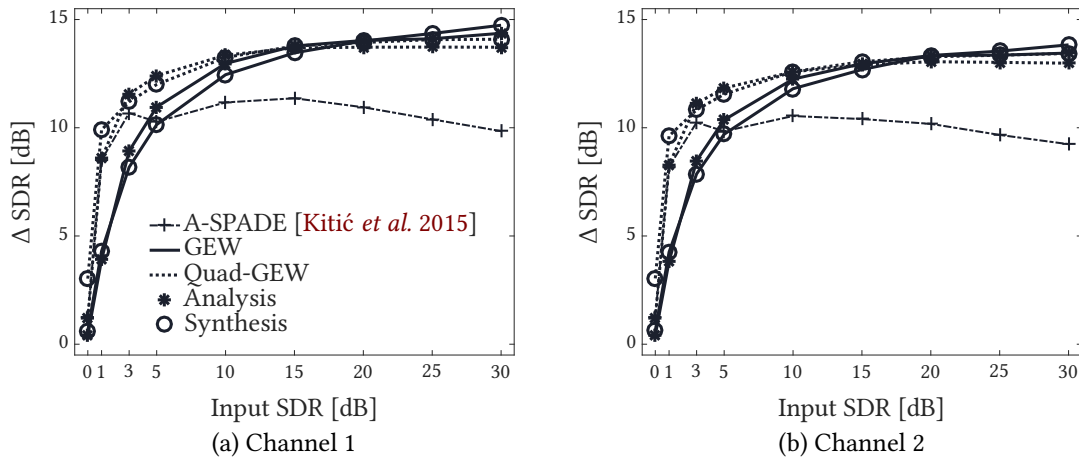 15
10
5
0
Δ SDR [dB]
A-SPADE [Kitić et al. 2015]
GEW
Quad-GEW
Analysis
Synthesis
0 1 3 5 10 15 20 25 30
Input SDR [dB]
(a) Channel 1
15
10
5
0
Δ SDR [dB]
0 1 3 5 10 15 20 25 30
Input SDR [dB]
(b) Channel 2